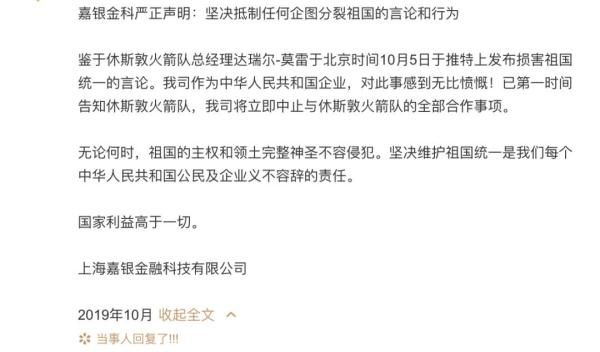 嘉银金科严正声明：坚决抵制任何企图分裂祖国的言论和行为
鉴于休斯敦火箭队总经理达瑞尔-莫雷于北京时间10月5日于推特上发布损害祖国
统一的言论。我司作为中华人民共和国企业，对此事感到无比愤慨！已第一时间
告知休斯敦火箭队，我司将立即中止与休斯敦火箭队的全部合作事项。
无论何时，祖国的主权和领土完整神圣不容侵犯。坚决维护祖国统一是我们每个
中华人民共和国公民及企业义不容辞的责任。
国家利益高于一切。
上海嘉银金融科技有限公司
2019年10月 收起全文
当事人回复了!!!